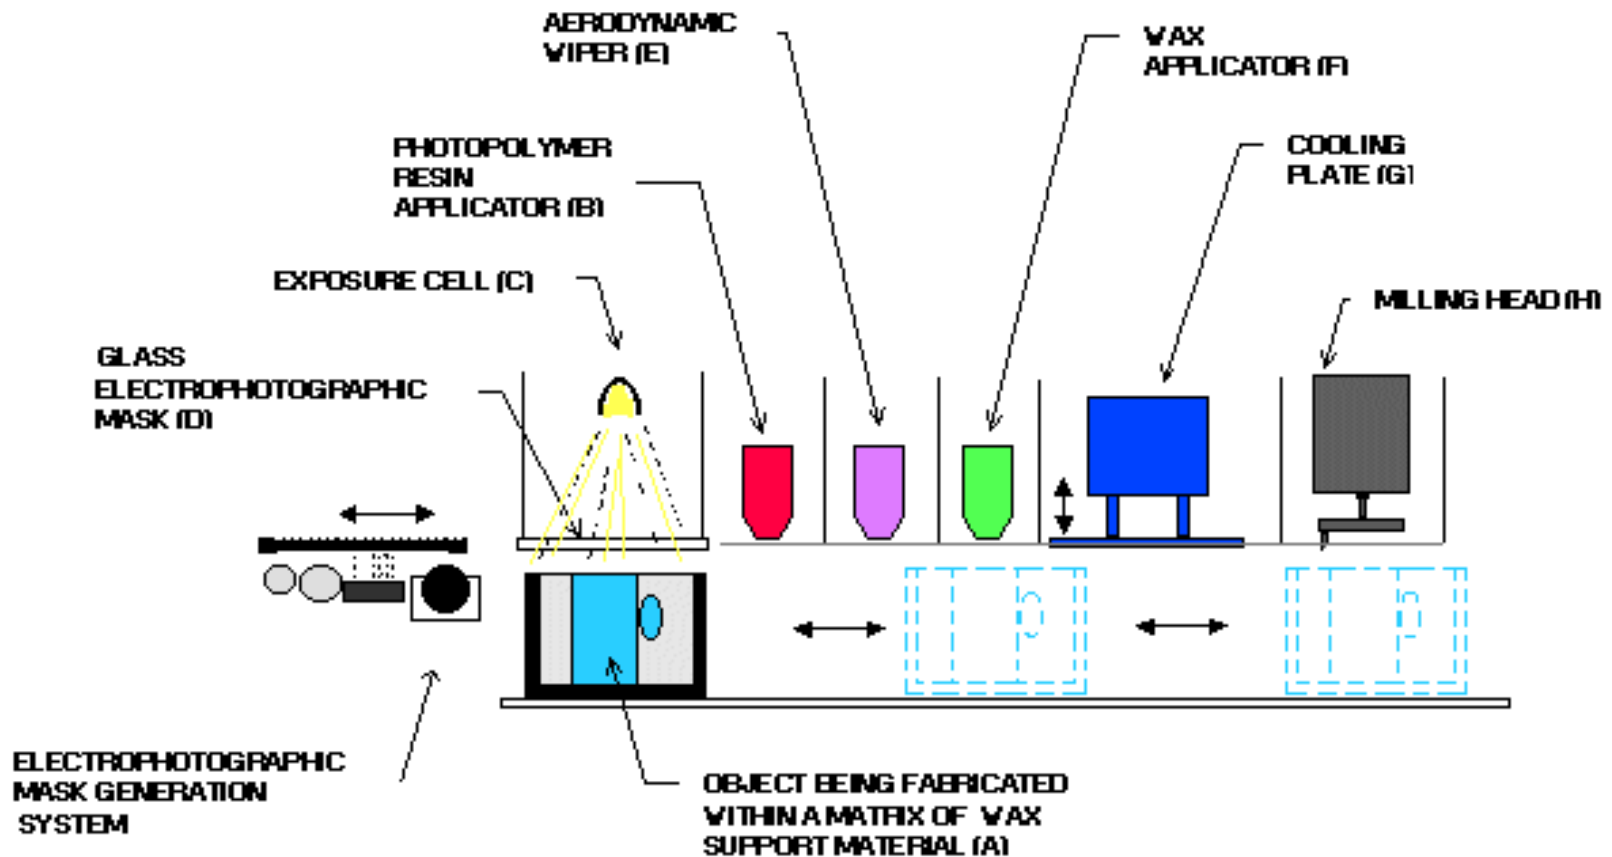 AERODYNAMIC
WIPER (E)
WAX
APPLICATOR (F)
PHOTOPOLYMER
RESIN
APPLICATOR (B)
COOLING
PLATE (G)
EXPOSURE CELL (C)
MILLING HEAD (H)
GLASS
ELECTROPHOTOGRAPHIC
MASK (D)
ELECTROPHOTOGRAPHIC
MASK GENERATION
SYSTEM
OBJECT BEING FABRICATED
WITHIN A MATRIX OF WAX
SUPPORT MATERIAL (A)